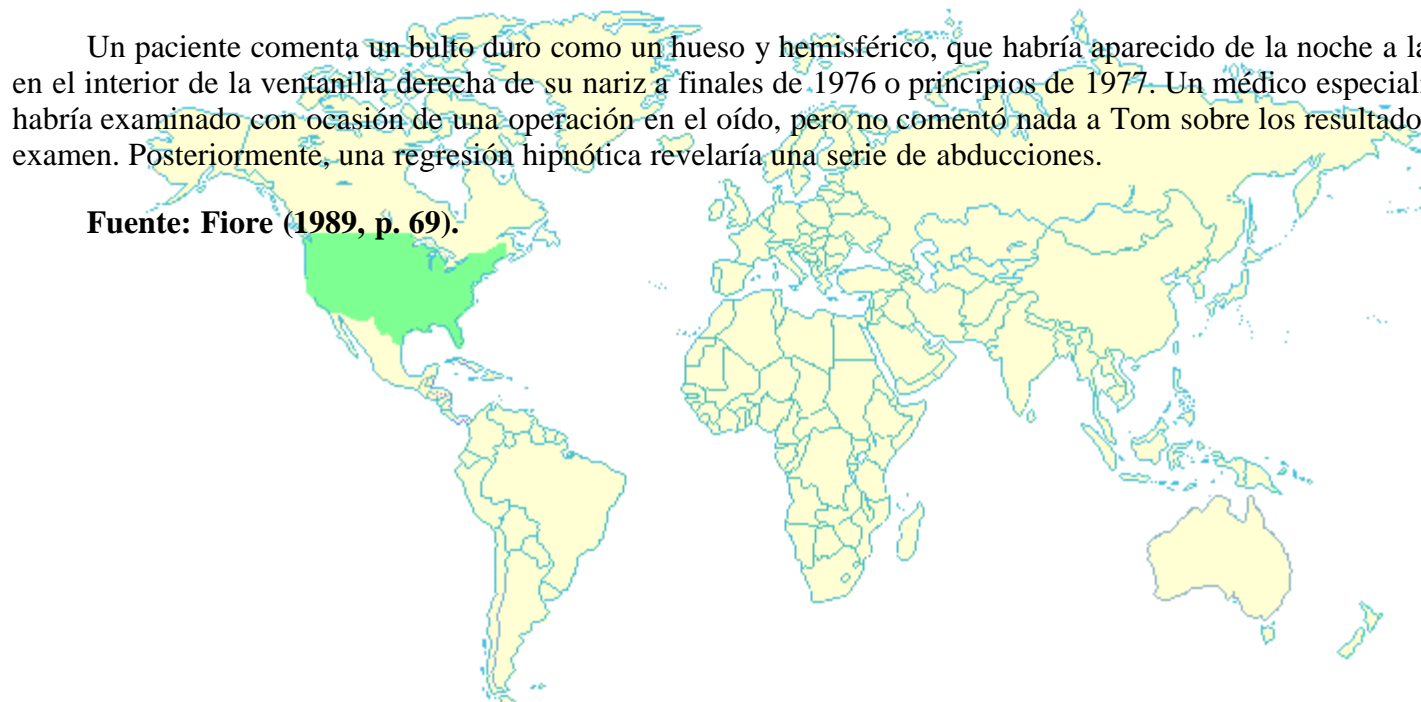 Un paciente comenta un bulto duro como un hueso y hemisférico, que habría aparecido de la noche a la
en el interior de la ventanilla derecha de su nariz a finales de 1976 o principios de 1977. Un médico especiali
habría examinado con ocasión de una operación en el oído, pero no comentó nada a Tom sobre los resultado
examen. Posteriormente, una regresión hipnótica revelaría una serie de abducciones.
Fuente: Fiore (1989, p. 69).